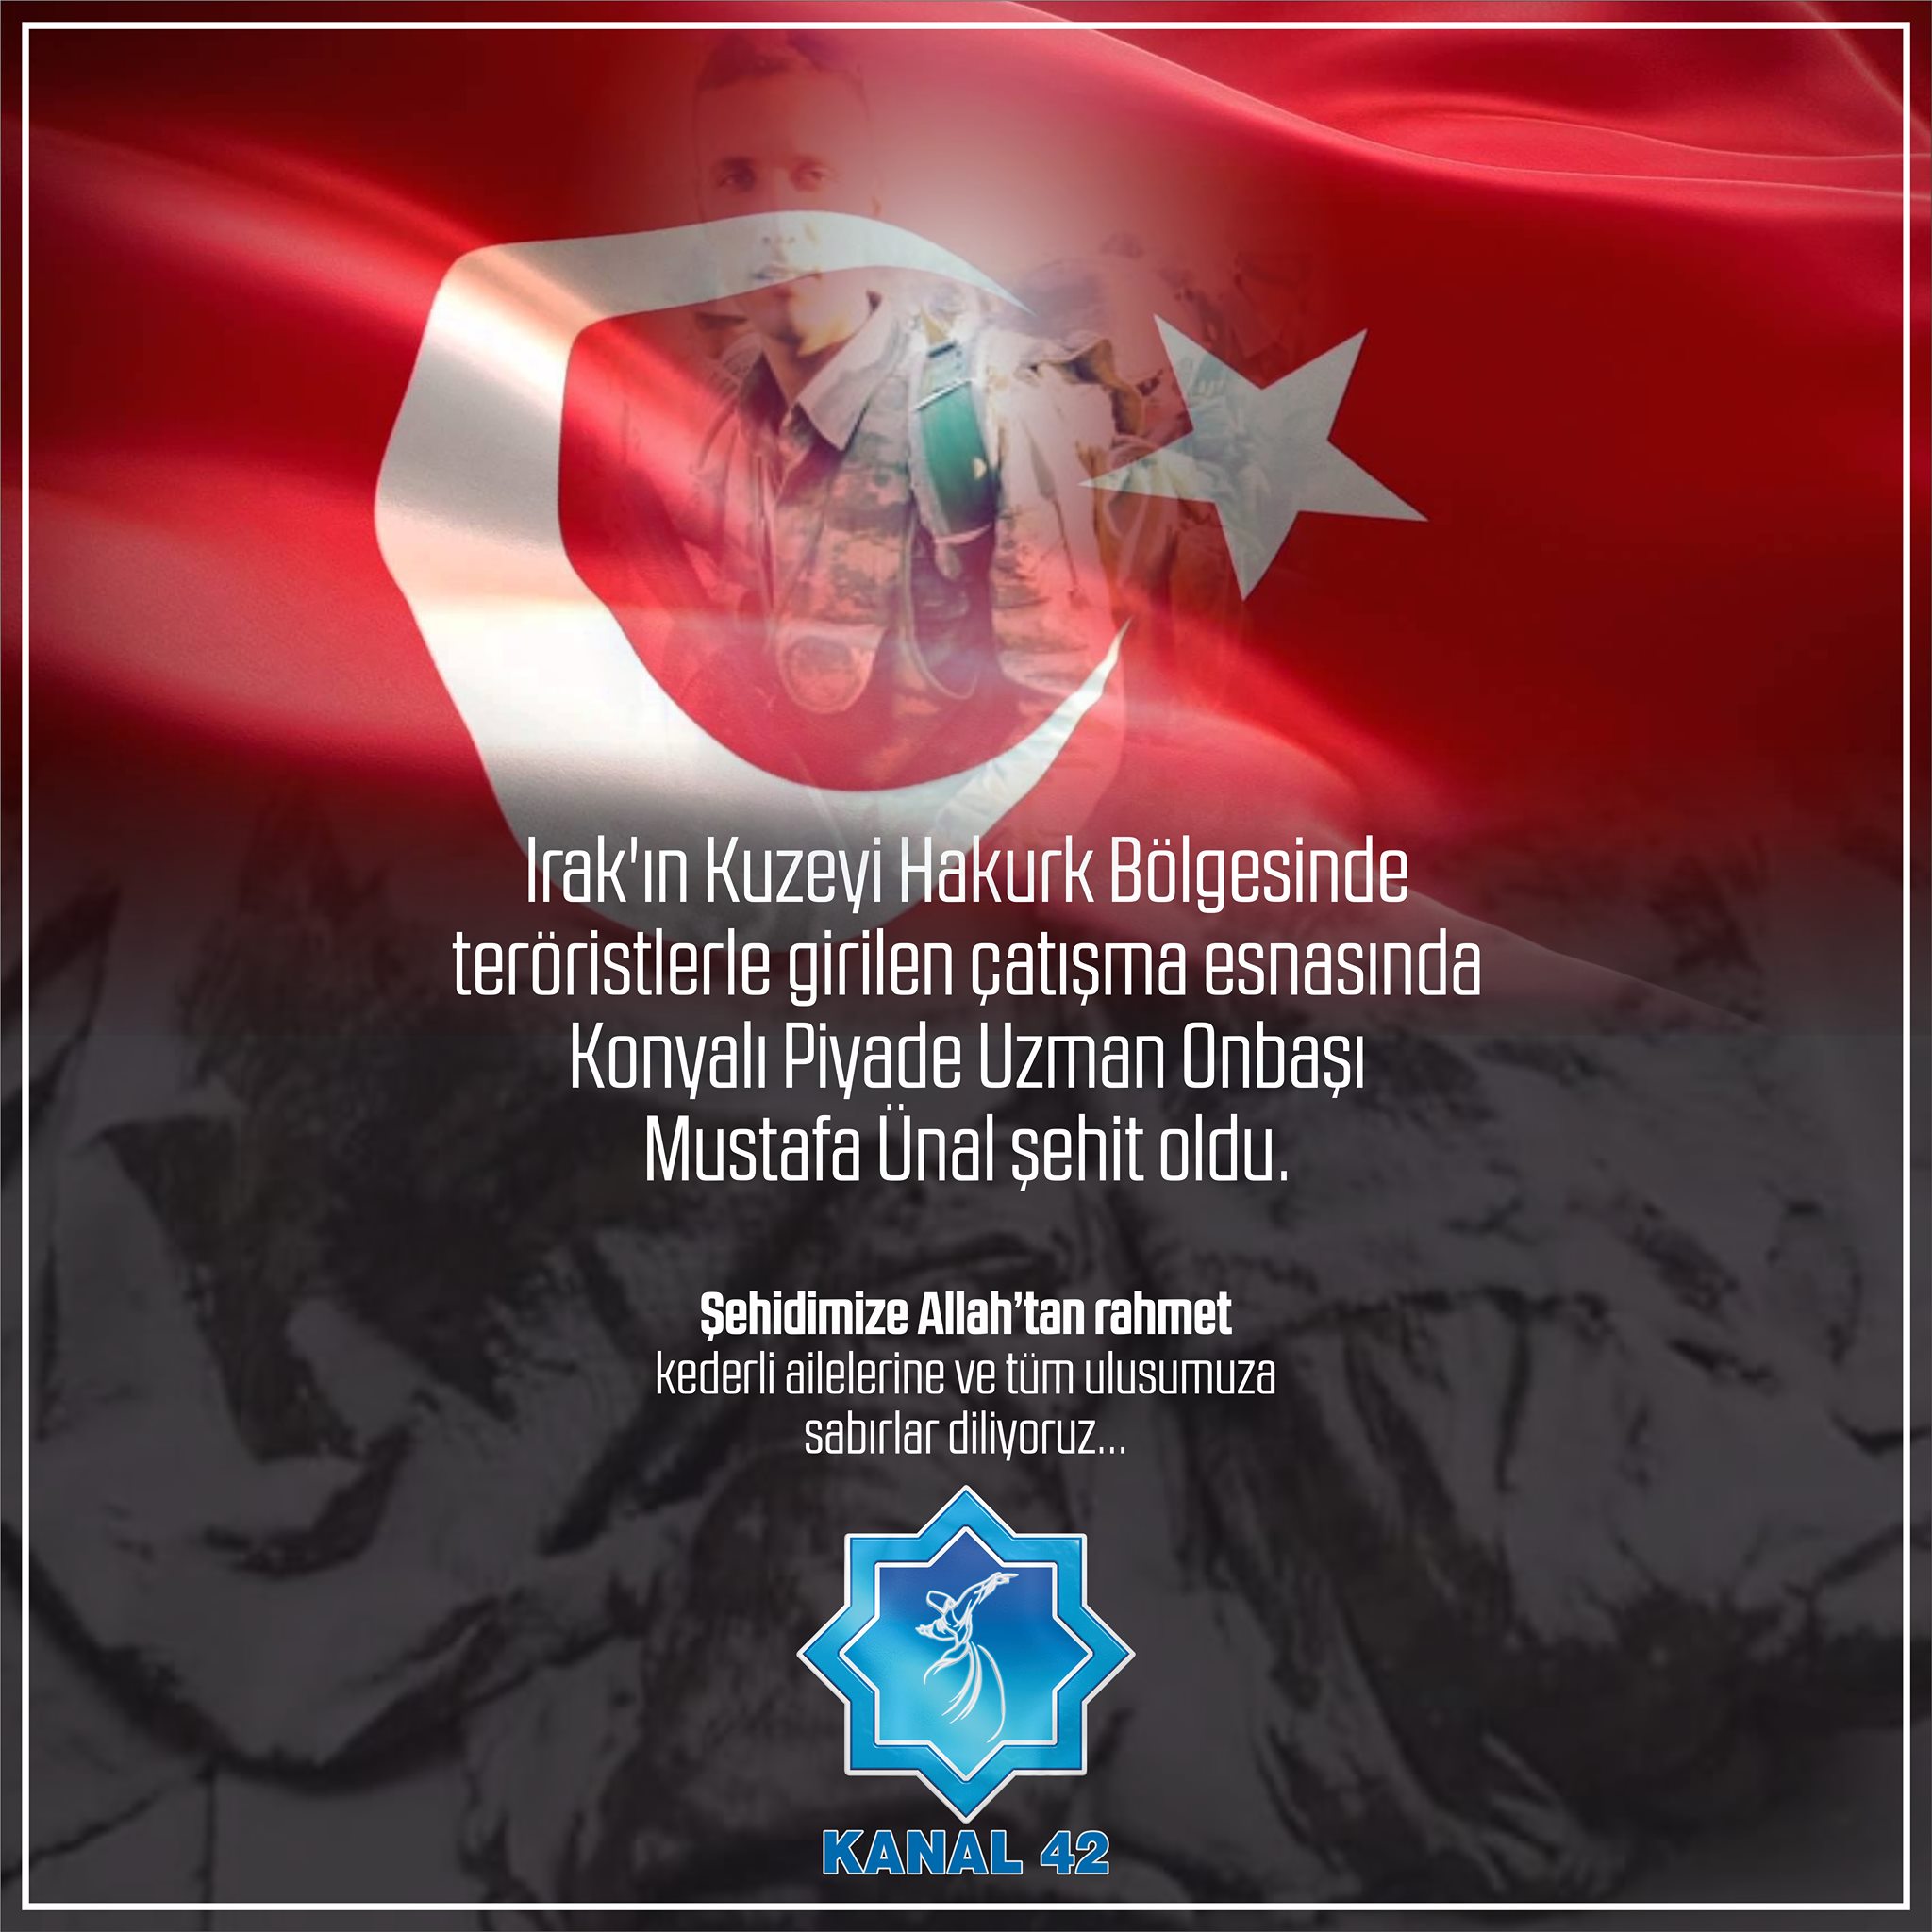 Irak'ın Kuzeyi Hakurk Bölgesinde
teröristlerle girilen çatışma esnasında
Konyalı Piyade Uzman Onbaşı
Mustafa Ünal şehit oldu.
Şehidimize Allah’tan rahmet
kederli ailelerine ve tüm ulusumuza
sabırlar diliyoruz...
KANAL 42